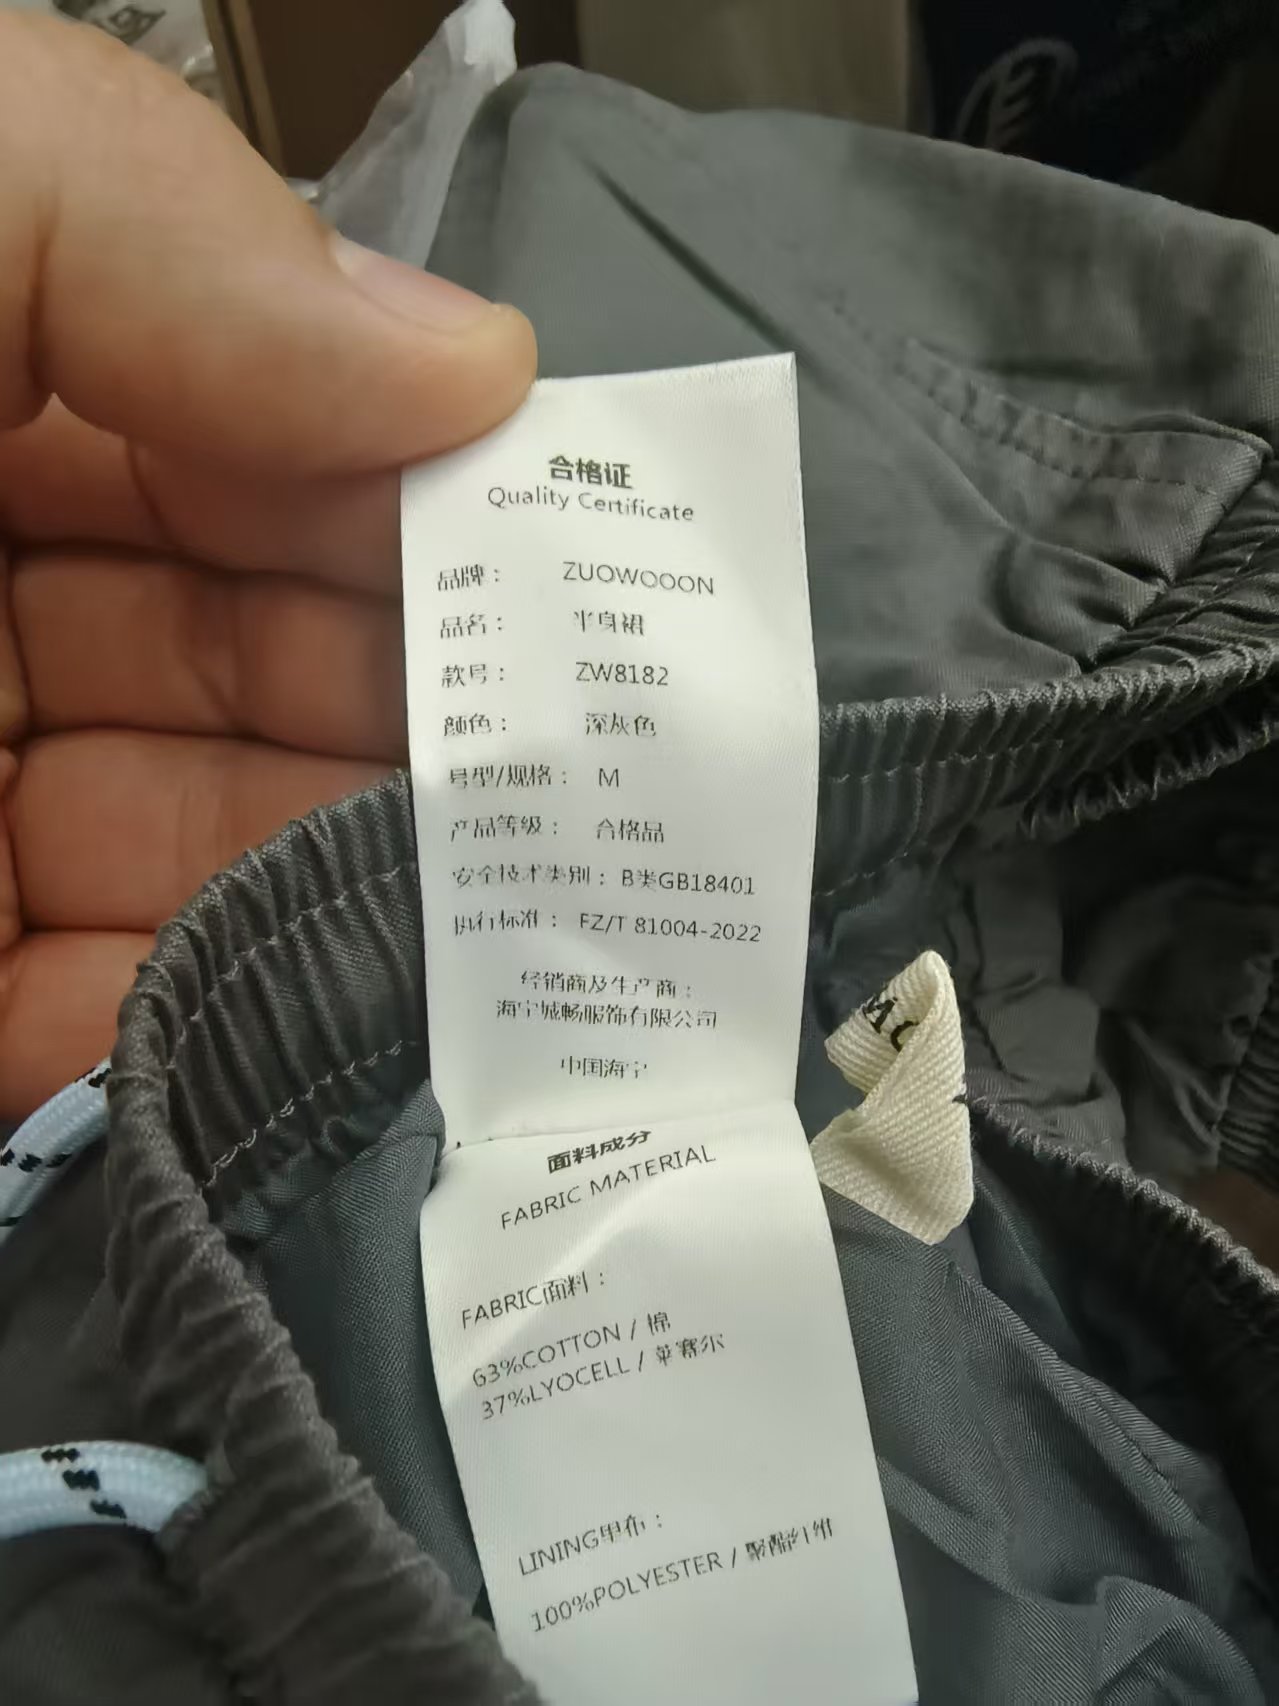 合格证
Quality Certificate
品牌： ZUOWOOON
品名： 半身裙
款号： ZW8182
颜色： 深灰色
号型/规格： M
产品等级： 合格品
安全技术类别： B类GB18401
执行标准： FZ/T 81004-2022
经销商及生产商：
海宁城畅服饰有限公司
中国海宁
面料成分
FABRIC MATERIAL
FABRIC面料：
63%COTTON / 棉
37%LYOCELL / 莱赛尔
LINING里布：
100%POLYESTER / 聚酯纤维